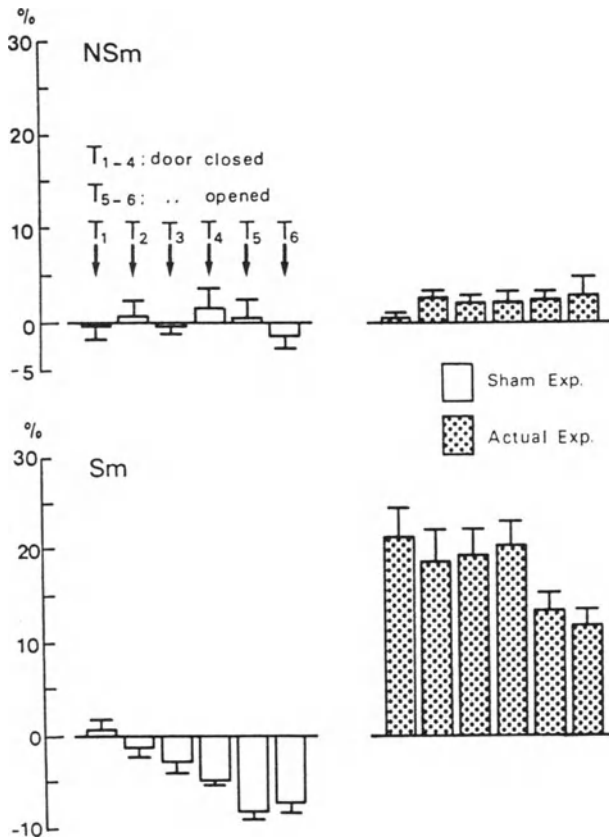 %
30
NSm
20
T1-4 : door closed
T5-6 : .. opened
10
T1 T2 T3 T4 T5 T6
0
-5
Sham Exp.
Actual Exp.
%
30
Sm
20
10
0
-10